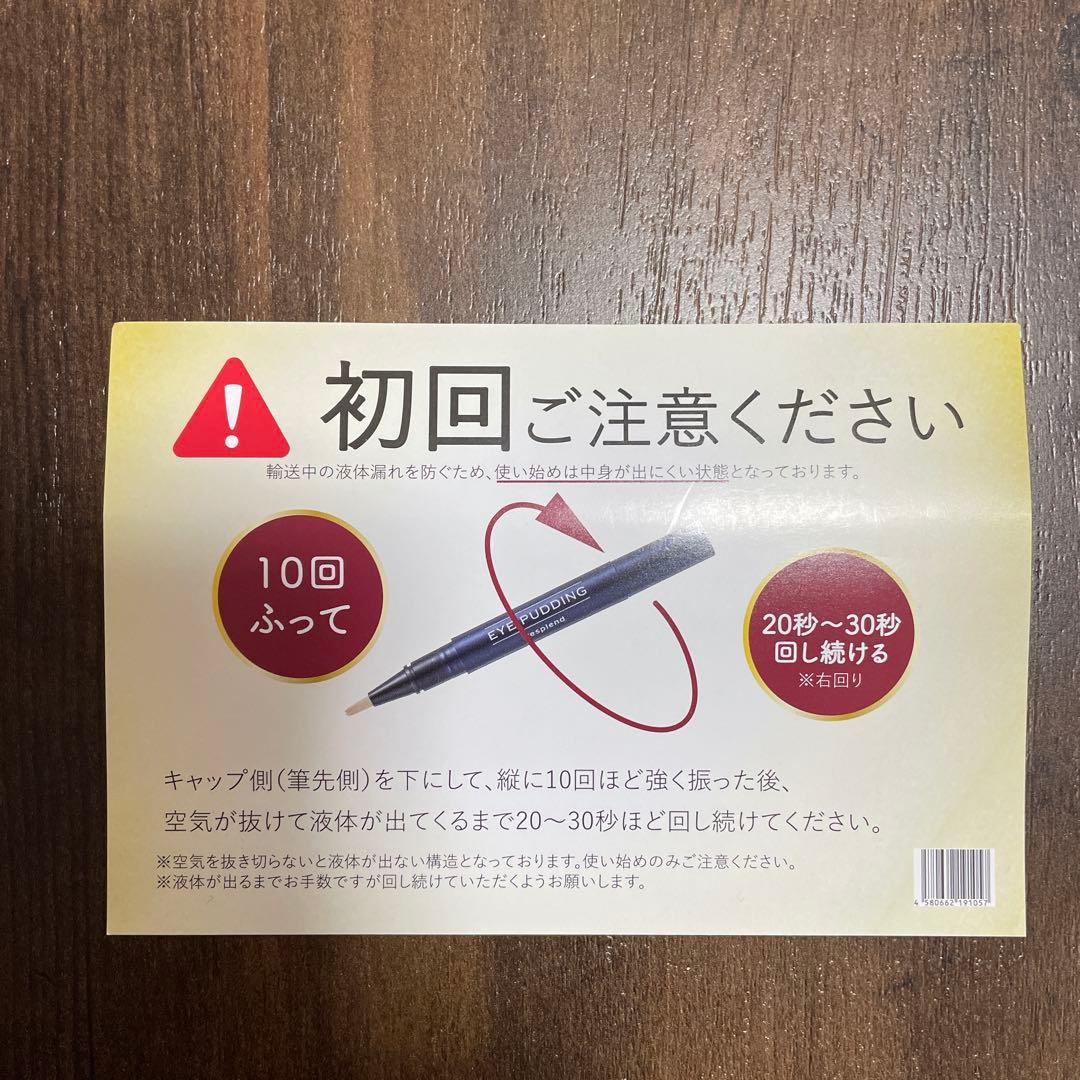 初回ご注意ください
輸送中の液体漏れを防ぐため、使い始めは中身が出にくい状態となっております。
10回
ふって
EYE PUDDING
resplend
20秒〜30秒
回し続ける
※右回り
キャップ側(筆先側)を下にして、縦に10回ほど強く振った後、
空気が抜けて液体が出てくるまで20〜30秒ほど回し続けてください。
※空気を抜き切らないと液体が出ない構造となっております。使い始めのみご注意ください。
※液体が出るまでお手数ですが回し続けていただくようお願いします。
4 580662 191057